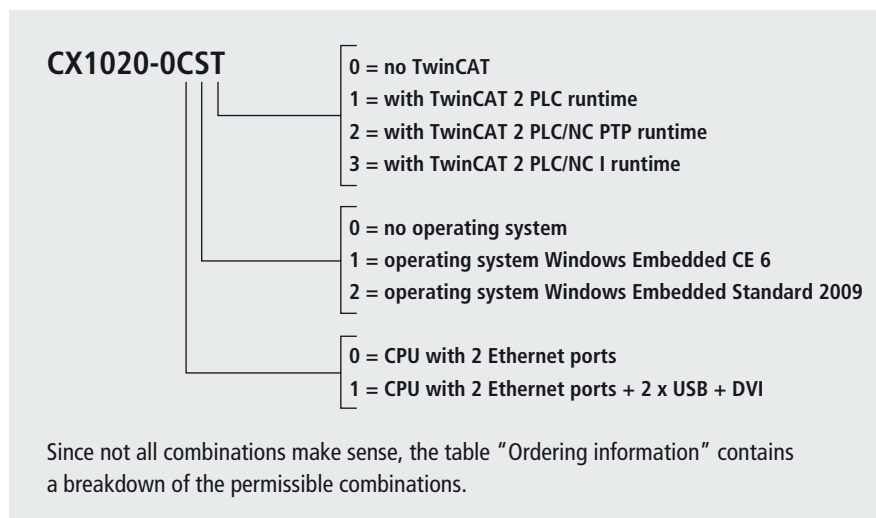 CX1020-0CST
0 = no TwinCAT
1 = with TwinCAT 2 PLC runtime
2 = with TwinCAT 2 PLC/NC PTP runtime
3 = with TwinCAT 2 PLC/NC I runtime
0 = no operating system
1 = operating system Windows Embedded CE 6
2 = operating system Windows Embedded Standard 2009
0 = CPU with 2 Ethernet ports
1 = CPU with 2 Ethernet ports + 2 x USB + DVI
Since not all combinations make sense, the table “Ordering information” contains
a breakdown of the permissible combinations.